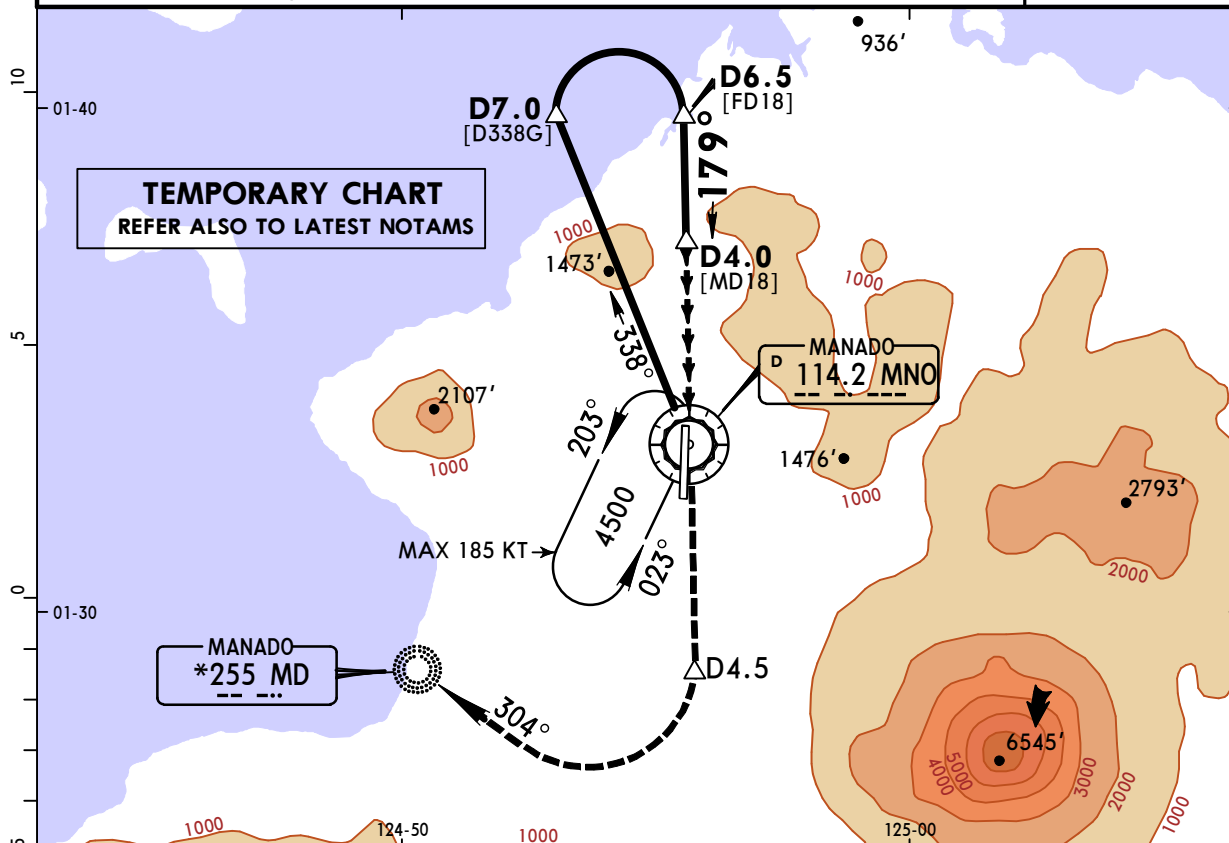 936'
10
01-40
D7.0
[D338G]
D6.5
[FD18]
179°
TEMPORARY CHART
REFER ALSO TO LATEST NOTAMS
1000
1473'
D4.0
[MD18]
1000
338°
5
MANADO
D 114.2 MNO
2107'
1000
203°
1476'
1000
2793'
2000
4500
MAX 185 KT
023°
0
01-30
MANADO
*255 MD
D4.5
304°
6545'
5000
4000
3000
2000
1000
1000
124-50
1000
125-00
5